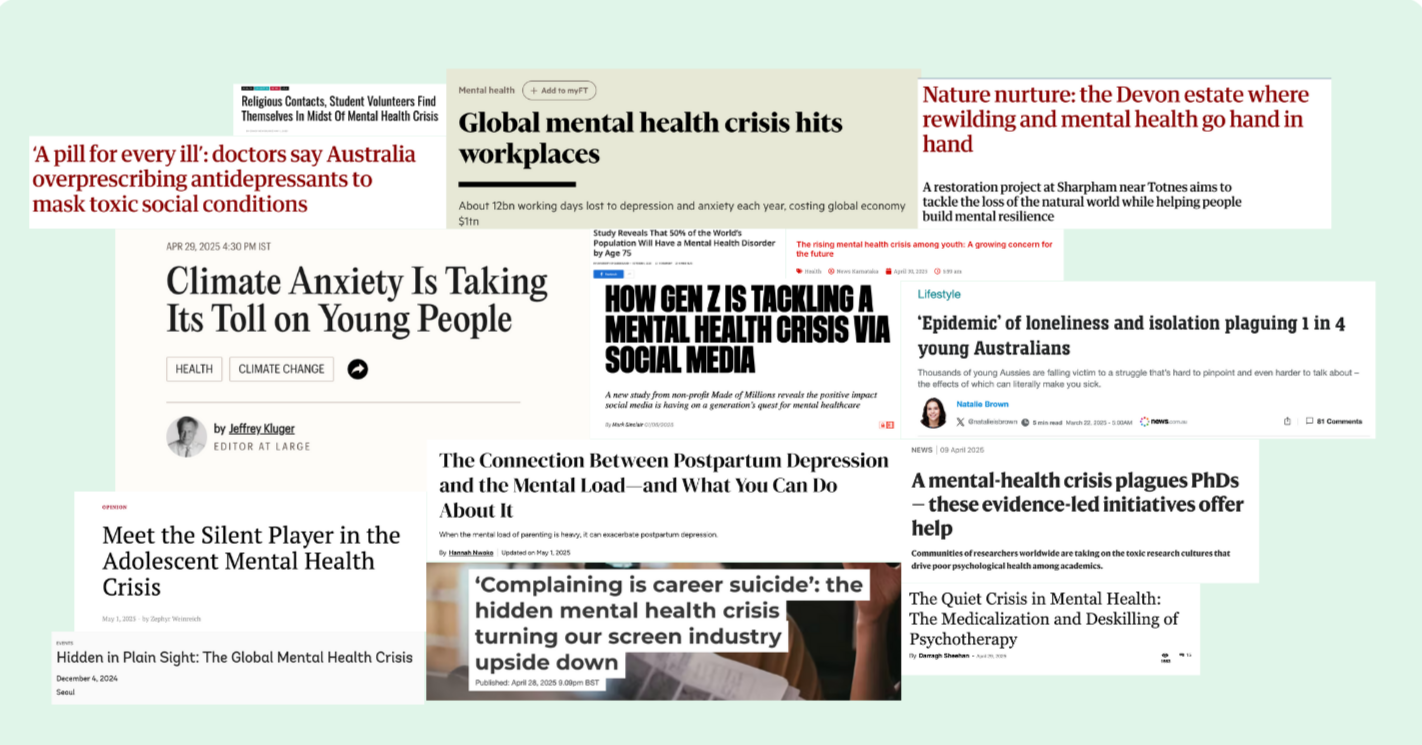 Religious Contacts, Student Volunteers Find
Themselves In Midst Of Mental Health Crisis
‘A pill for every ill’: doctors say Australia
overprescribing antidepressants to
mask toxic social conditions
Mental health
+ Add to myFT
Global mental health crisis hits
workplaces
About 12bn working days lost to depression and anxiety each year, costing global economy
$1tn
Nature nurture: the Devon estate where
rewilding and mental health go hand in
hand
A restoration project at Sharpham near Totnes aims to
tackle the loss of the natural world while helping people
build mental resilience
APR 29, 2025 4:30 PM IST
Climate Anxiety Is Taking
Its Toll on Young People
HEALTH
CLIMATE CHANGE
by Jeffrey Kluger
EDITOR AT LARGE
Study Reveals That 50% of the World's
Population Will Have a Mental Health Disorder
by Age 75
The rising mental health crisis among youth: A growing concern for
the future
Health
News Karnataka
April 30, 2025
HOW GEN Z IS TACKLING A
MENTAL HEALTH CRISIS VIA
SOCIAL MEDIA
A new study from non-profit Made of Millions reveals the positive impact
social media is having on a generation's quest for mental healthcare
By Mark Sinclair
Lifestyle
‘Epidemic’ of loneliness and isolation plaguing 1 in 4
young Australians
Thousands of young Aussies are falling victim to a struggle that's hard to pinpoint and even harder to talk about –
the effects of which can literally make you sick.
Natalie Brown
@natalieisbrown
5 min read March 22, 2025 - 5:00AM
news.com.au
81 Comments
The Connection Between Postpartum Depression
and the Mental Load—and What You Can Do
About It
When the mental load of parenting is heavy, it can exacerbate postpartum depression.
By Hannah Nwoko | Updated on May 1, 2025
NEWS | 09 April 2025
A mental-health crisis plagues PhDs
— these evidence-led initiatives offer
help
Communities of researchers worldwide are taking on the toxic research cultures that
drive poor psychological health among academics.
OPINION
Meet the Silent Player in the
Adolescent Mental Health
Crisis
May 1, 2025 · by Zephyr Weinreich
‘Complaining is career suicide’: the
hidden mental health crisis
turning our screen industry
upside down
Published: April 28, 2025 9.09pm BST
The Quiet Crisis in Mental Health:
The Medicalization and Deskilling of
Psychotherapy
By Darragh Sheehan
EVENTS
Hidden in Plain Sight: The Global Mental Health Crisis
December 4, 2024
Seoul